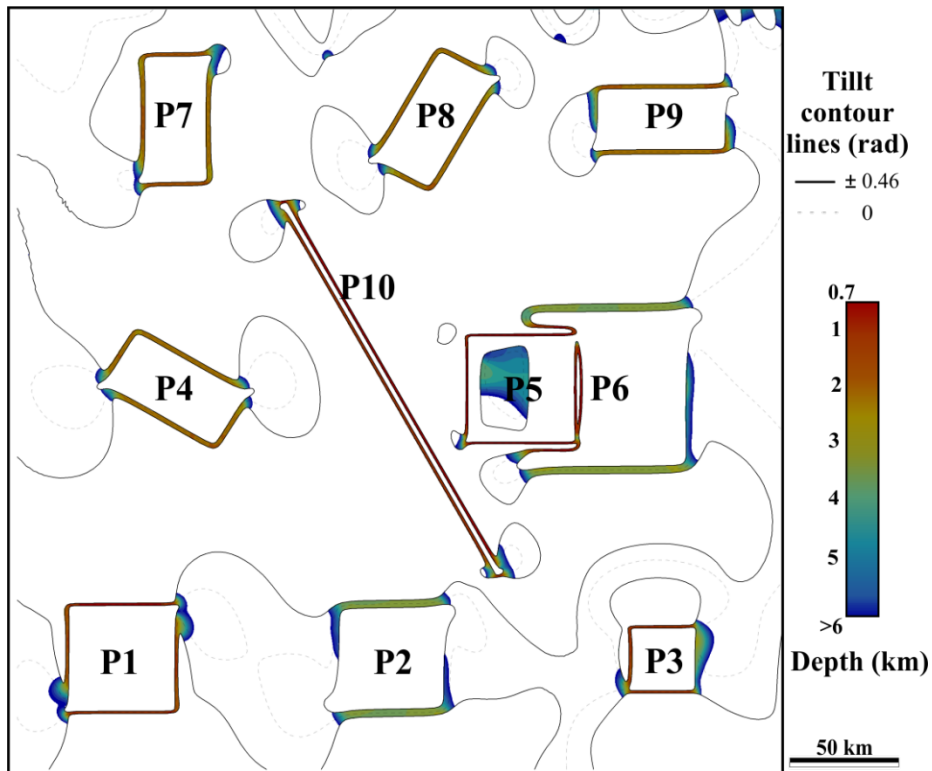 P7
P8
P9
P10
P4
P5
P6
P1
P2
P3
Tillt
contour
lines (rad)
± 0.46
0
0.7
1
2
3
4
5
>6
Depth (km)
50 km